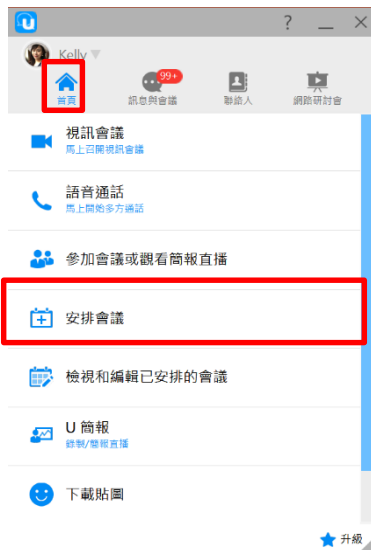 U
?
Kelly
99+
首頁
訊息與會議
聯絡人
網路研討會
視訊會議
馬上召開視訊會議
語音通話
馬上開始多方通話
參加會議或觀看簡報直播
安排會議
檢視和編輯已安排的會議
U 簡報
錄製/簡報直播
下載貼圖
升級